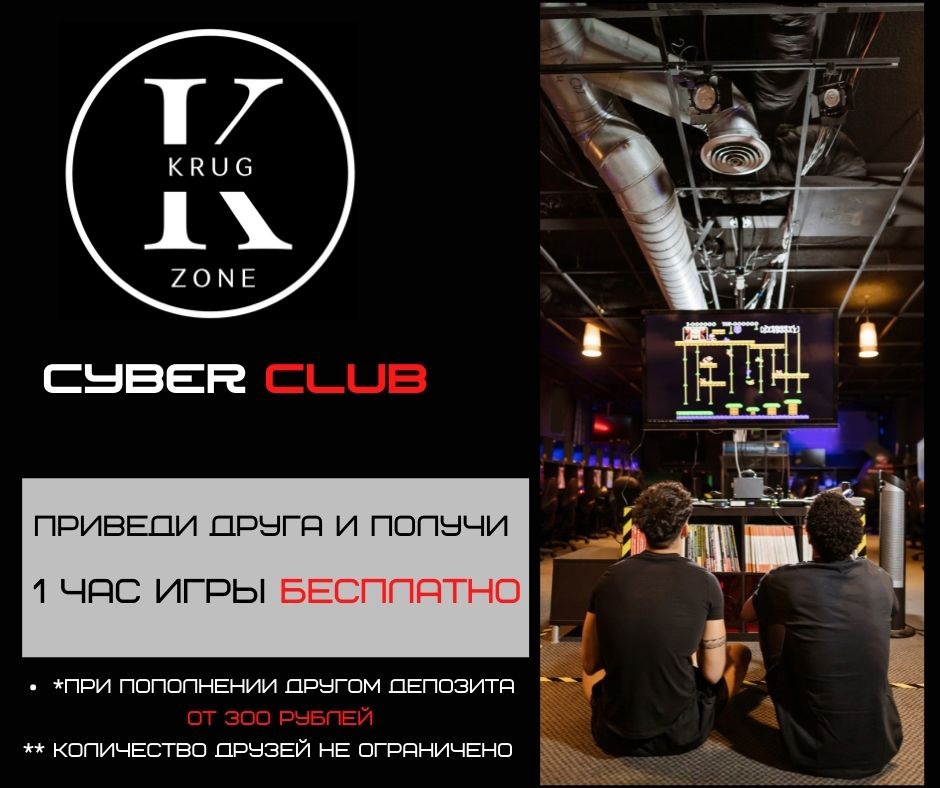 K
KRUG
ZONE
CYBER CLUB
ПРИВЕДИ ДРУГА И ПОЛУЧИ
1 ЧАС ИГРЫ БЕСПЛАТНО
• *ПРИ ПОПОЛНЕНИИ ДРУГОМ ДЕПОЗИТА
ОТ 300 РУБЛЕЙ
** КОЛИЧЕСТВО ДРУЗЕЙ НЕ ОГРАНИЧЕНО